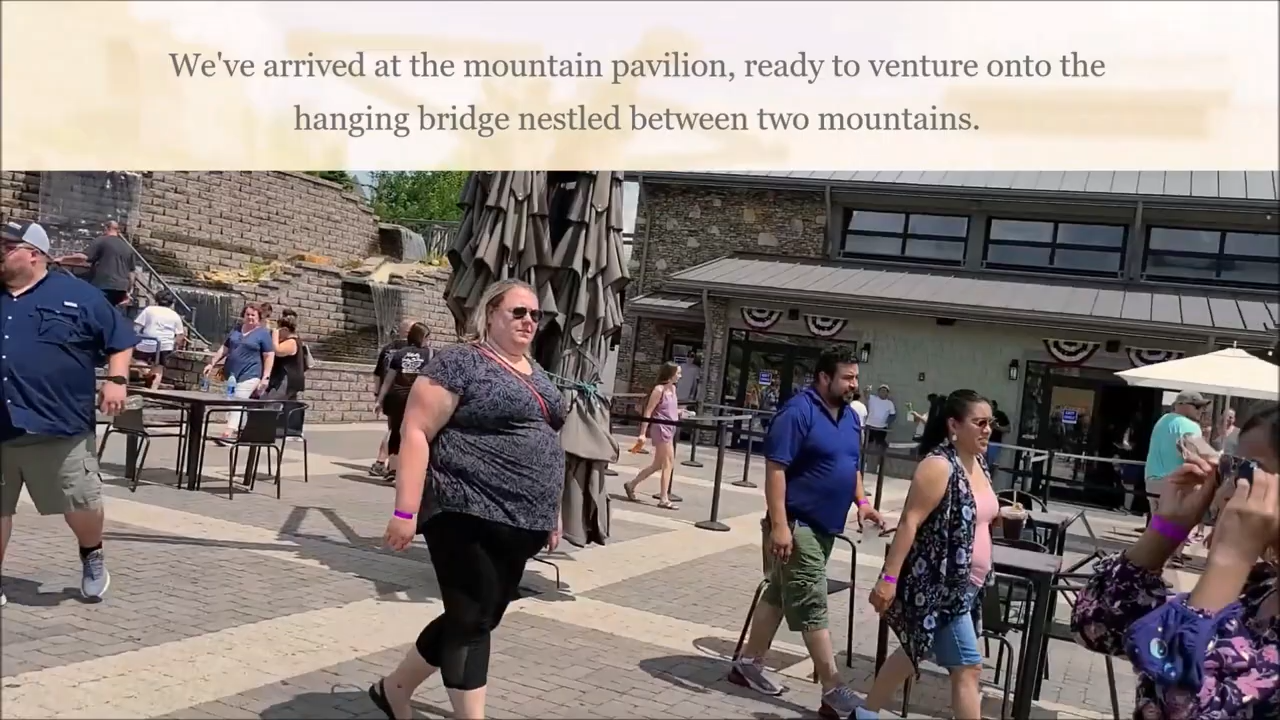 We've arrived at the mountain pavilion, ready to venture onto the
hanging bridge nestled between two mountains.